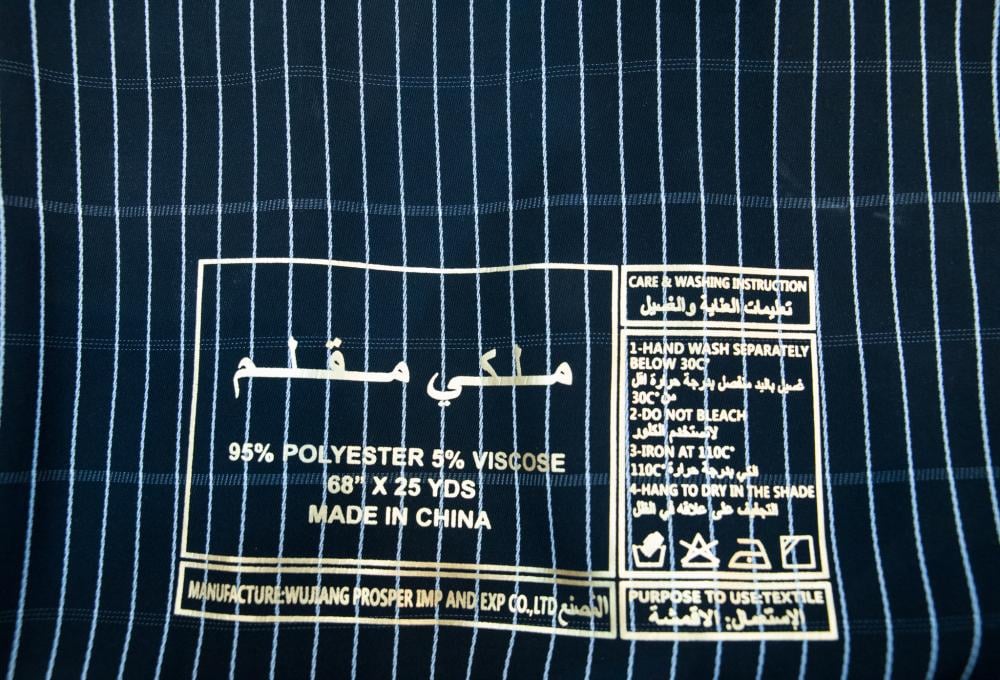 ملكي مقلم
95% POLYESTER 5% VISCOSE
68” X 25 YDS
MADE IN CHINA
MANUFACTURE:WUJIANG PROSPER IMP AND EXP CO.,LTD المصنع
CARE & WASHING INSTRUCTION
تعليمات العناية والغسيل
1-HAND WASH SEPARATELY
BELOW 30C°
غسيل باليد منفصل بدرجة حرارة اقل
من 30C°
2-DO NOT BLEACH
لاتستخدم الكلور
3-IRON AT 110C°
الكي بدرجة حرارة 110C°
4-HANG TO DRY IN THE SHADE
التجفيف على علاقه في الظل
PURPOSE TO USE:TEXTILE
الإستعمال: الاقمشة